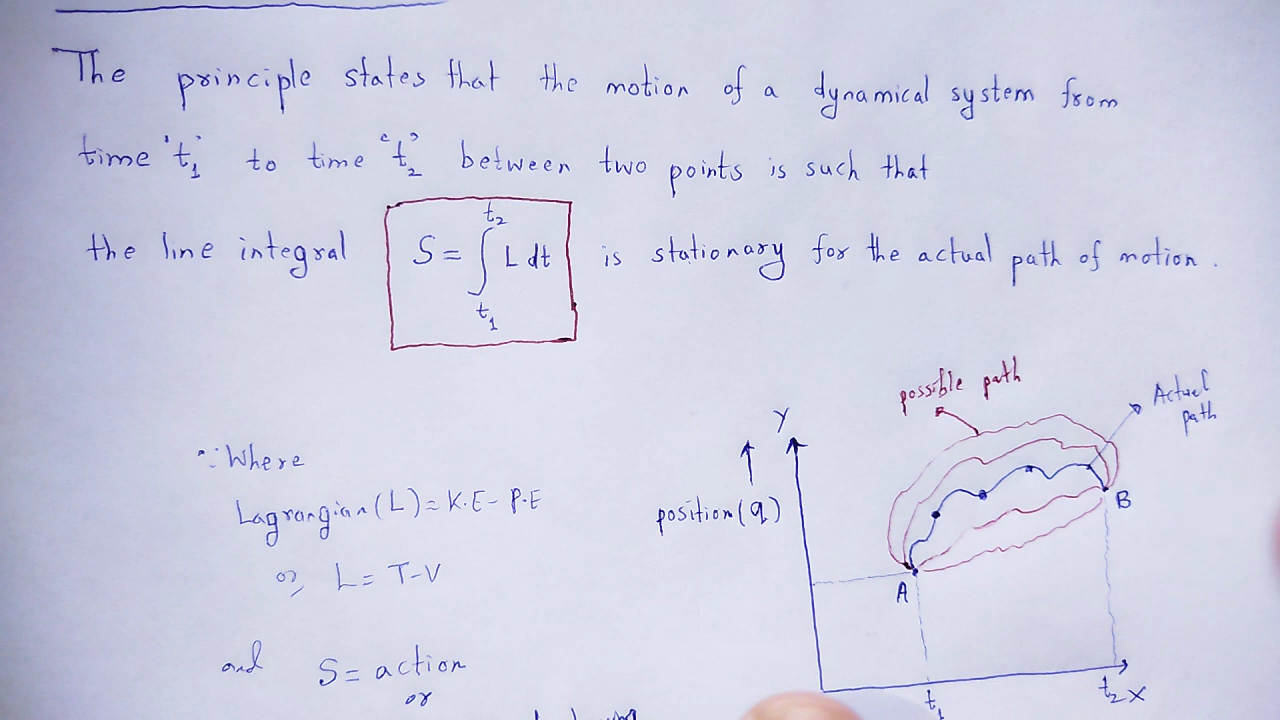 The principle states that the motion of a dynamical system from
time 't₁' to time 't₂' between two points is such that
the line integral S = ∫ t₂ t₁ L dt is stationary for the actual path of motion.
possible path
Actual path
Y
position (q)
A
B
t₁
t₂ X
∵ Where
Lagrangian (L) = K.E - P.E
or, L = T-V
and S = action
or